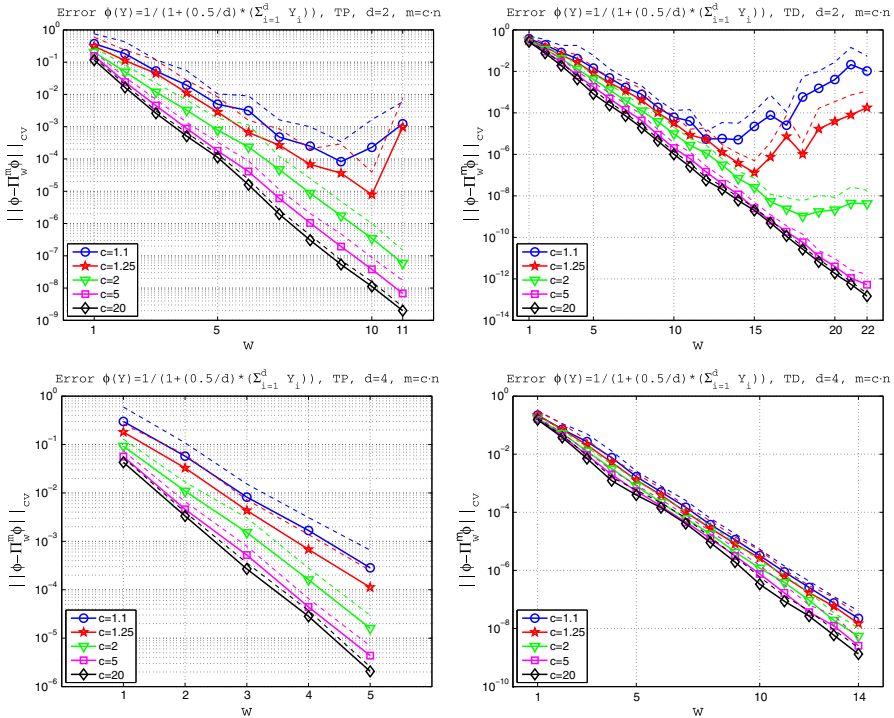 Error ϕ(Y)=1/(1+(0.5/d)*(Σ_{i=1}^d Y_i)), TP, d=2, m=c·n
10^0
10^-1
10^-2
10^-3
10^-4
10^-5
10^-6
10^-7
10^-8
10^-9
||ϕ−Π_w^m ϕ||_cv
c=1.1
c=1.25
c=2
c=5
c=20
1 5 10 11
w
Error ϕ(Y)=1/(1+(0.5/d)*(Σ_{i=1}^d Y_i)), TD, d=2, m=c·n
10^0
10^-2
10^-4
10^-6
10^-8
10^-10
10^-12
10^-14
||ϕ−Π_w^m ϕ||_cv
c=1.1
c=1.25
c=2
c=5
c=20
1 5 10 15 20 22
w
Error ϕ(Y)=1/(1+(0.5/d)*(Σ_{i=1}^d Y_i)), TP, d=4, m=c·n
10^0
10^-1
10^-2
10^-3
10^-4
10^-5
10^-6
||ϕ−Π_w^m ϕ||_cv
c=1.1
c=1.25
c=2
c=5
c=20
1 2 3 4 5
w
Error ϕ(Y)=1/(1+(0.5/d)*(Σ_{i=1}^d Y_i)), TD, d=4, m=c·n
10^0
10^-2
10^-4
10^-6
10^-8
10^-10
||ϕ−Π_w^m ϕ||_cv
c=1.1
c=1.25
c=2
c=5
c=20
1 5 10 14
w